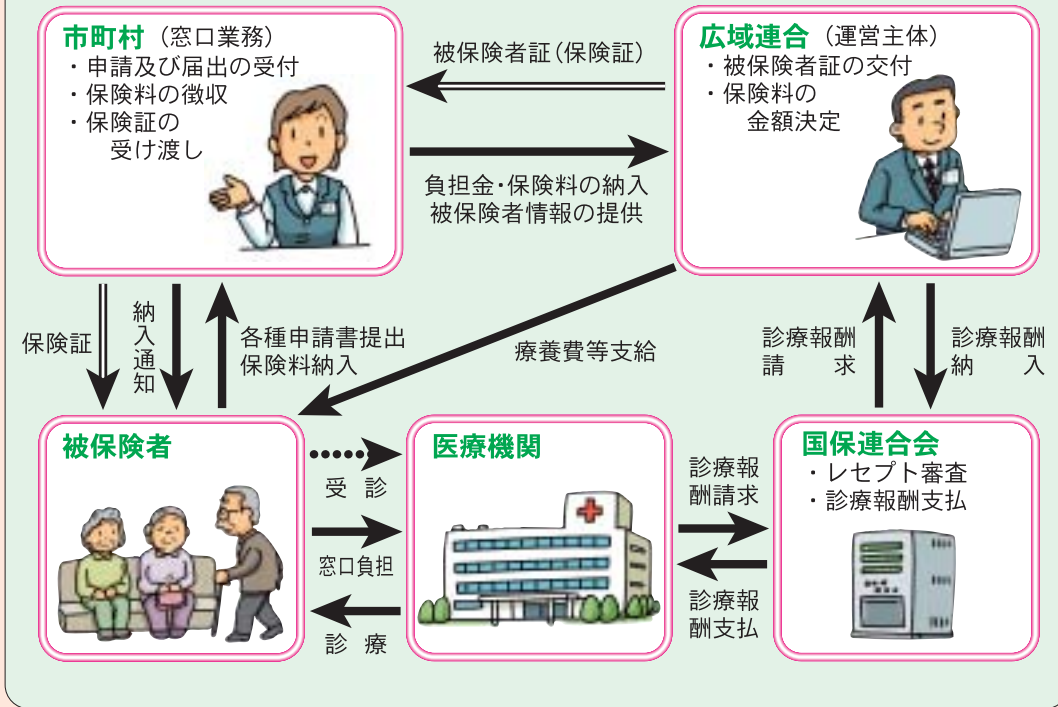 市町村（窓口業務）
・申請及び届出の受付
・保険料の徴収
・保険証の
受け渡し
被保険者証（保険証）
負担金・保険料の納入
被保険者情報の提供
広域連合（運営主体）
・被保険者証の交付
・保険料の
金額決定
保険証
納入通知
各種申請書提出
保険料納入
療養費等支給
診療報酬
請求
診療報酬
納入
被保険者
受診
窓口負担
診療
医療機関
診療報
酬請求
診療報
酬支払
国保連合会
・レセプト審査
・診療報酬支払